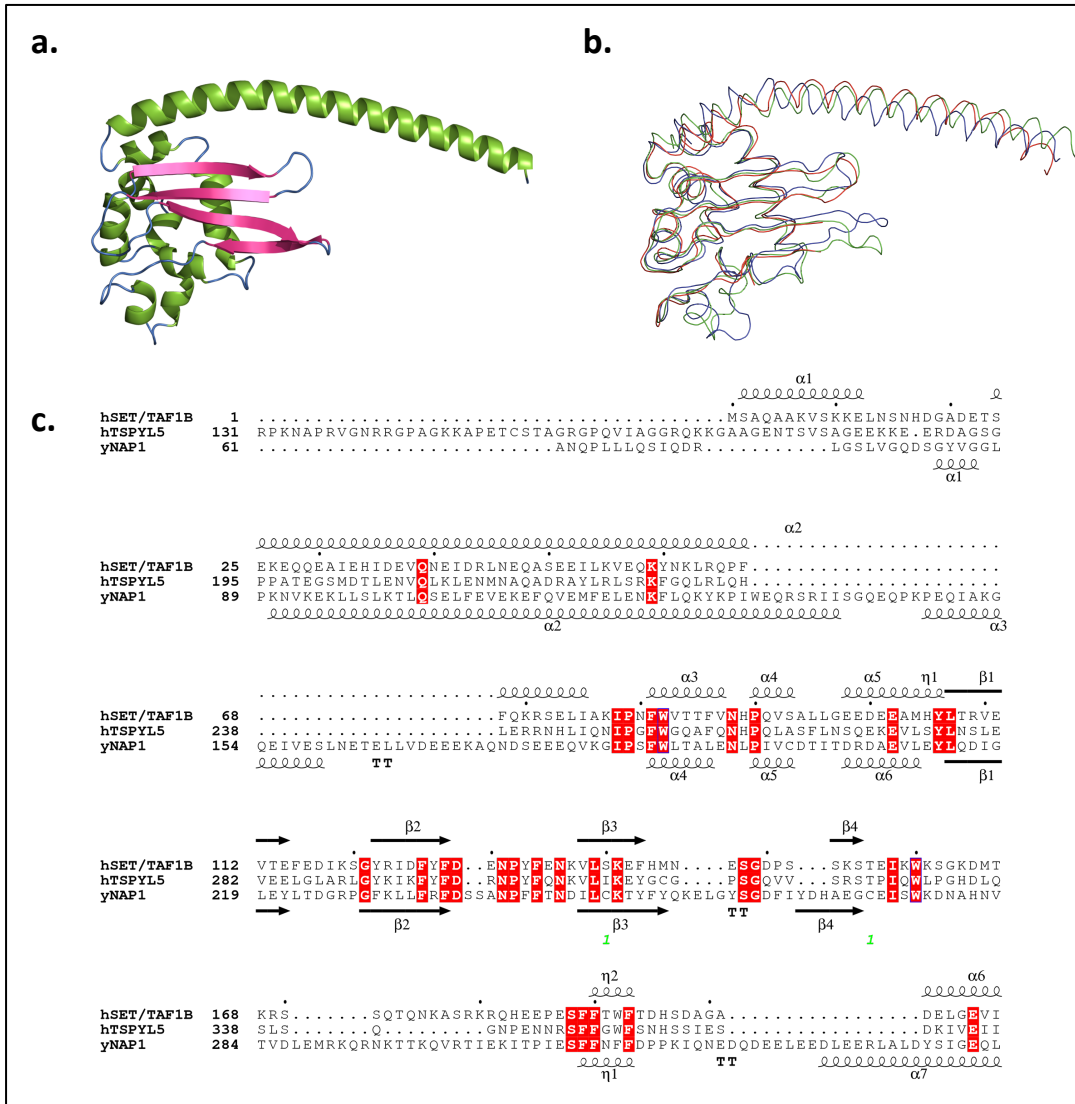 a.
b.
c.
α1
hSET/TAF1B 1 .........................................MSAQAAKVSKKELNSNHDGADETS
hTSPYL5 131 RPKNAPRVGNRRGPAGKKAPETCSTAGRGPQVIAGGRQKKGAAGENTSVSAGEEKKE.ERDAGSG
yNAP1 61 ..........................ANQPLLLQSIQDR...........LGSLVGQDSGYVGGL
α1
α2
hSET/TAF1B 25 EKEQQEAIEHIDEVQNEIDRLNEQASEEILKVEQKYNKLRQPF......................
hTSPYL5 195 PPATEGSMDTLENVQLKLENMNAQADRAYLRLSRKFGQLRLQH......................
yNAP1 89 PKNVKEKLLSLKTLQSELFEVEKEFQVEMFELENKFLQKYKPIWEQRSRIISGQEQPKPEQIAKG
α2 α3
α3 α4 α5 η1 β1
hSET/TAF1B 68 .....................FQKRSELIAKIPNFWVTTFVNHPQVSALLGEEDEEAMHYLTRVE
hTSPYL5 238 .....................LERRNHLIQNIPGFWGQAFQNHPQLASFLNSQEKEVLSYLNSLE
yNAP1 154 QEIVESLNETELLVDEEEKAQNDSEEEQVKGIPSFWLTALENLPIVCDTITDRDAEVLEYLQDIG
TT α4 α5 α6 β1
β2 β3 β4
hSET/TAF1B 112 VTEFEDIKSGYRIDFYFD..ENPYFENKVLSKEFHMN....ESGDPS...SKSTEIKWKSGKDMT
hTSPYL5 282 VEELGLARLGYKIKFYFD..RNPYFQNKVLIKEYGCG....PSGQVV...SRSTPIQWLPGHDLQ
yNAP1 219 LEYLTDGRPGFKLLFRFDSSANPFFTNDILCKTYFYQKELGYSGDFIYDHAEGCEISWKDNAHNV
β2 β3 TT β4
1 1
η2 α6
hSET/TAF1B 168 KRS.......SQTQNKASRKRQHEEPESFFTWFTDHSDAGA.................DELGEVI
hTSPYL5 338 SLS.......Q.........GNPENNRSFFGWFSNHSSIES.................DKIVEII
yNAP1 284 TVDLEMRKQRNKTTKQVRTIEKITPIESFFNFFDPPKIQNEDQDEELEEDLEERLALDYSIGEQL
η1 TT α7